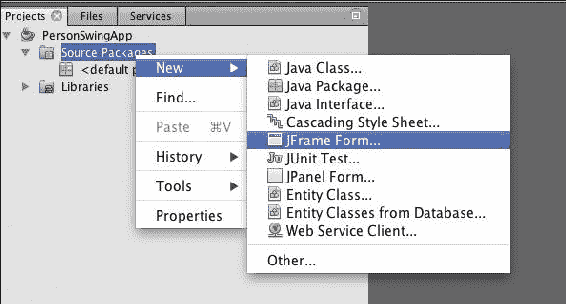 Projects Files Services
PersonSwingApp
Source Packages
<default p
Libraries
New
Find...
Paste ⌘V
History
Tools
Properties
Java Class...
Java Package...
Java Interface...
Cascading Style Sheet...
JFrame Form...
JUnit Test...
JPanel Form...
Entity Class...
Entity Classes from Database...
Web Service Client...
Other...